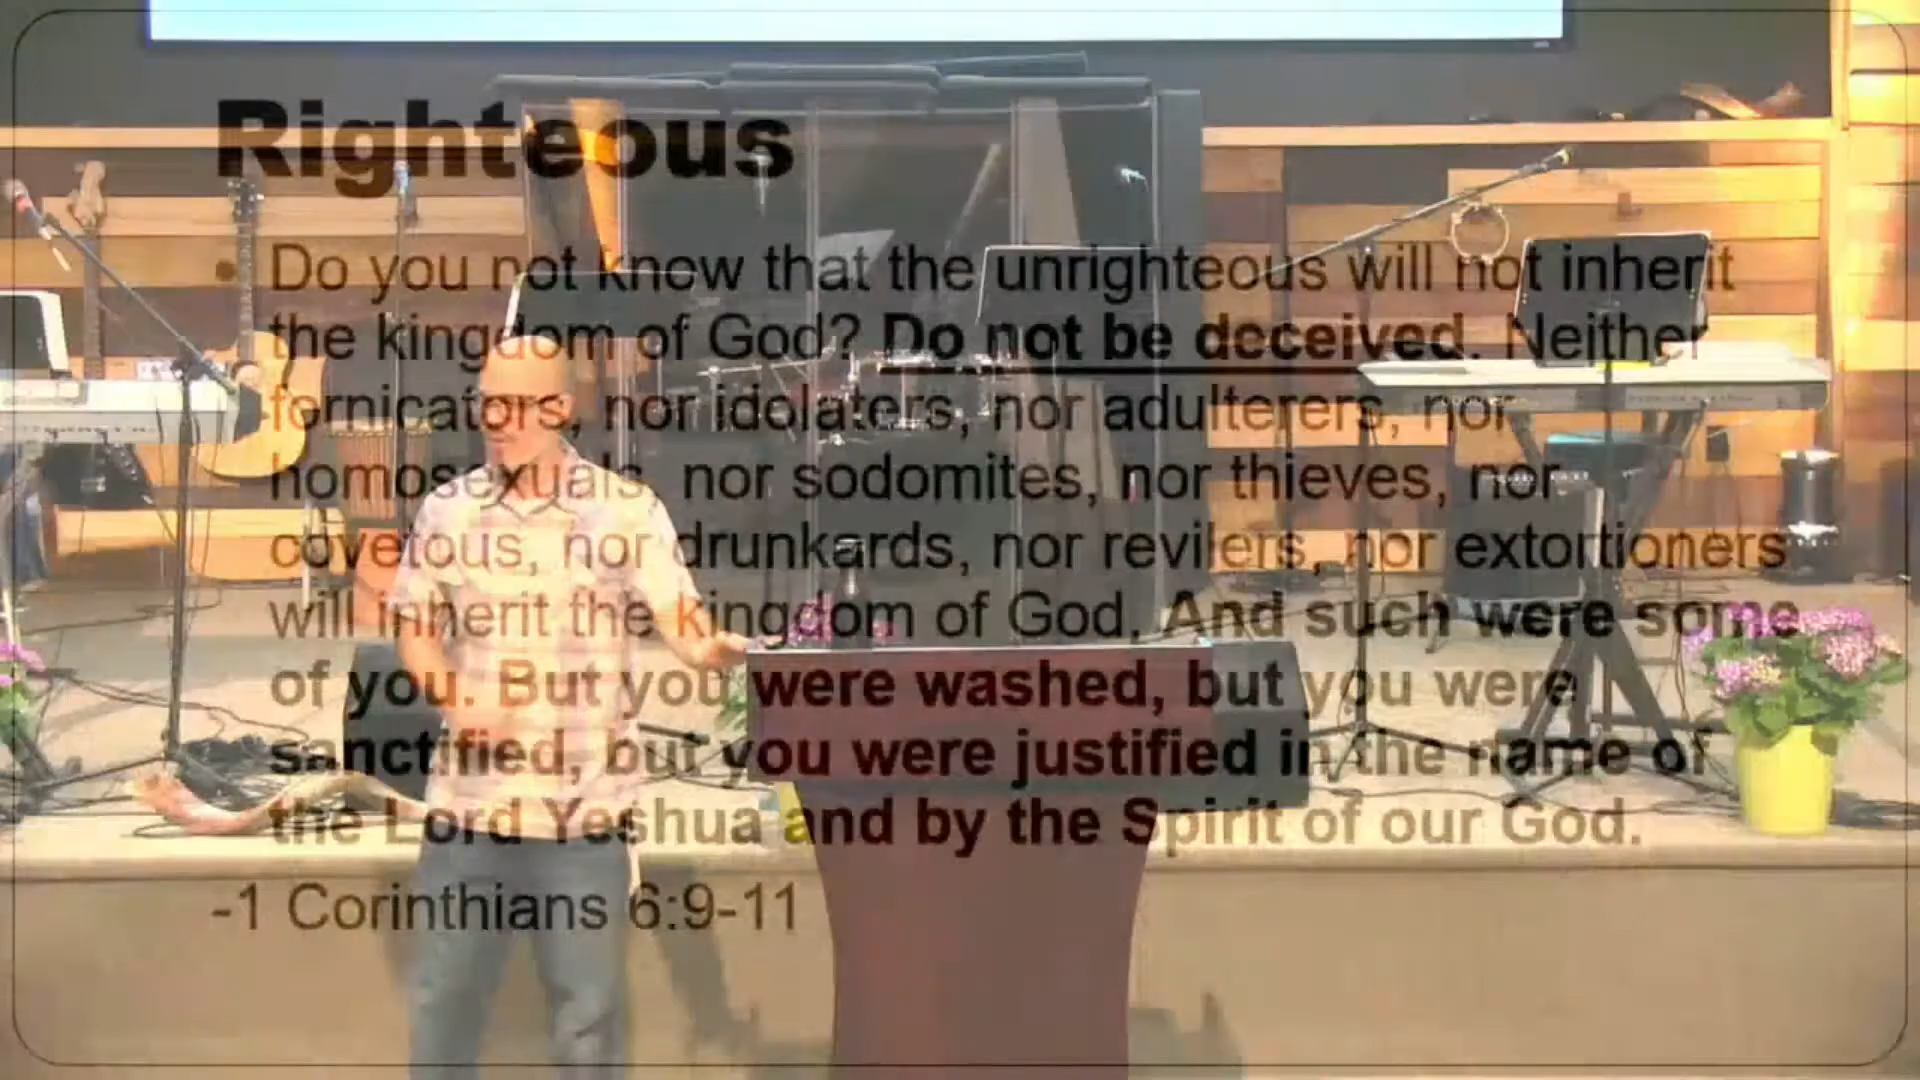 Righteous
• Do you not know that the unrighteous will not inherit
the kingdom of God? Do not be deceived. Neither
fornicators, nor idolaters, nor adulterers, nor
homosexuals, nor sodomites, nor thieves, nor
covetous, nor drunkards, nor revilers, nor extortioners
will inherit the kingdom of God. And such were some
of you. But you were washed, but you were
sanctified, but you were justified in the name of
the Lord Yeshua and by the Spirit of our God.
-1 Corinthians 6:9-11